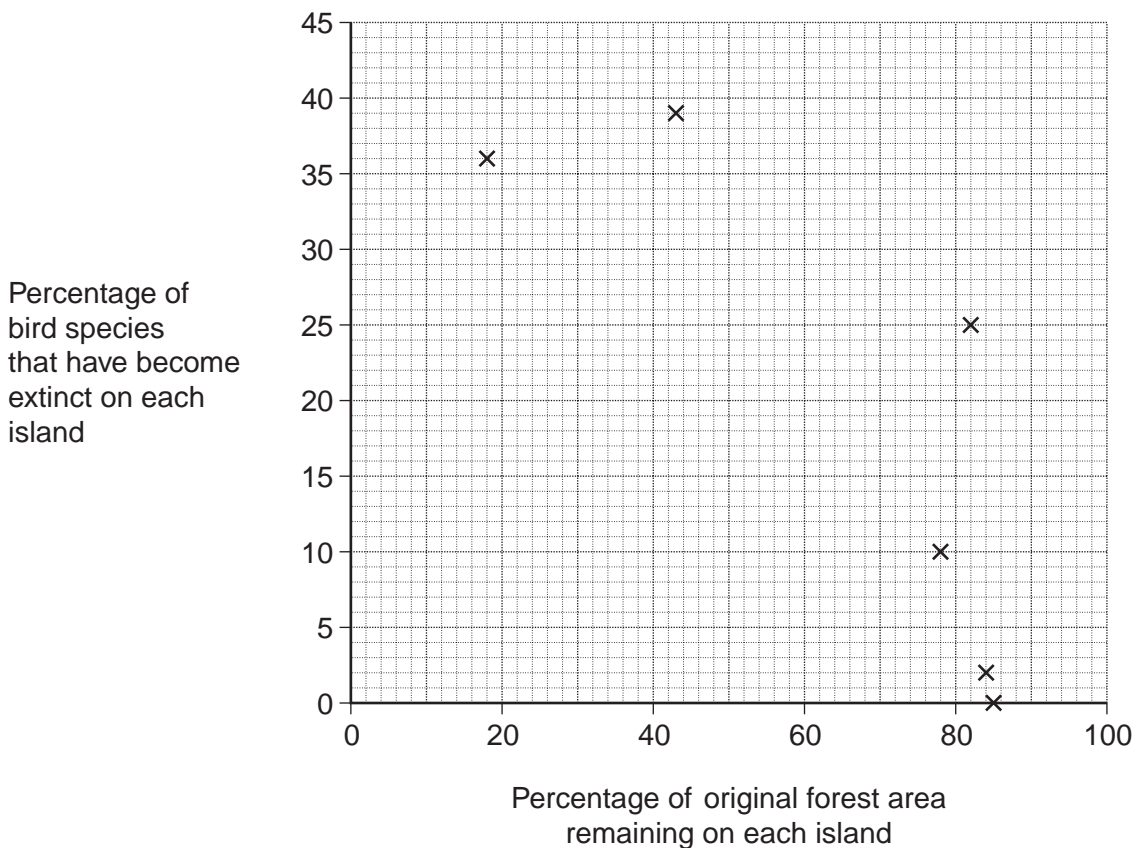 45
40
35
30
25
20
15
10
5
0
Percentage of
bird species
that have become
extinct on each
island
0 20 40 60 80 100
Percentage of original forest area
remaining on each island